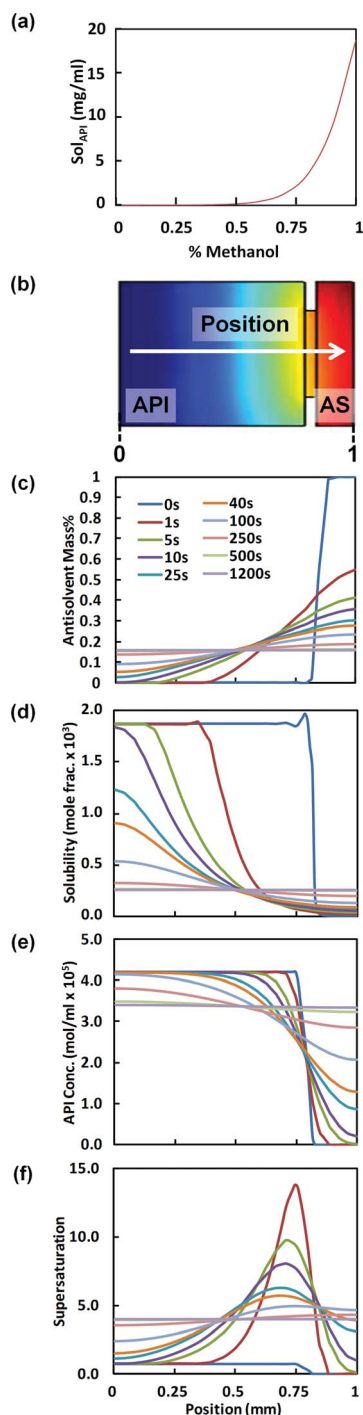 (a)
20
15
10
5
0
Sol_API (mg/ml)
0 0.25 0.5 0.75 1
% Methanol
(b)
Position
API AS
0 1
(c)
1
0.9
0.8
0.7
0.6
0.5
0.4
0.3
0.2
0.1
0
Antisolvent Mass%
0s 40s
1s 100s
5s 250s
10s 500s
25s 1200s
(d)
2.0
1.5
1.0
0.5
0.0
Solubility (mole frac. x 10³)
(e)
5.0
4.0
3.0
2.0
1.0
0.0
API Conc. (mol/ml x 10⁵)
(f)
15.0
10.0
5.0
0.0
Supersaturation
0 0.25 0.5 0.75 1
Position (mm)